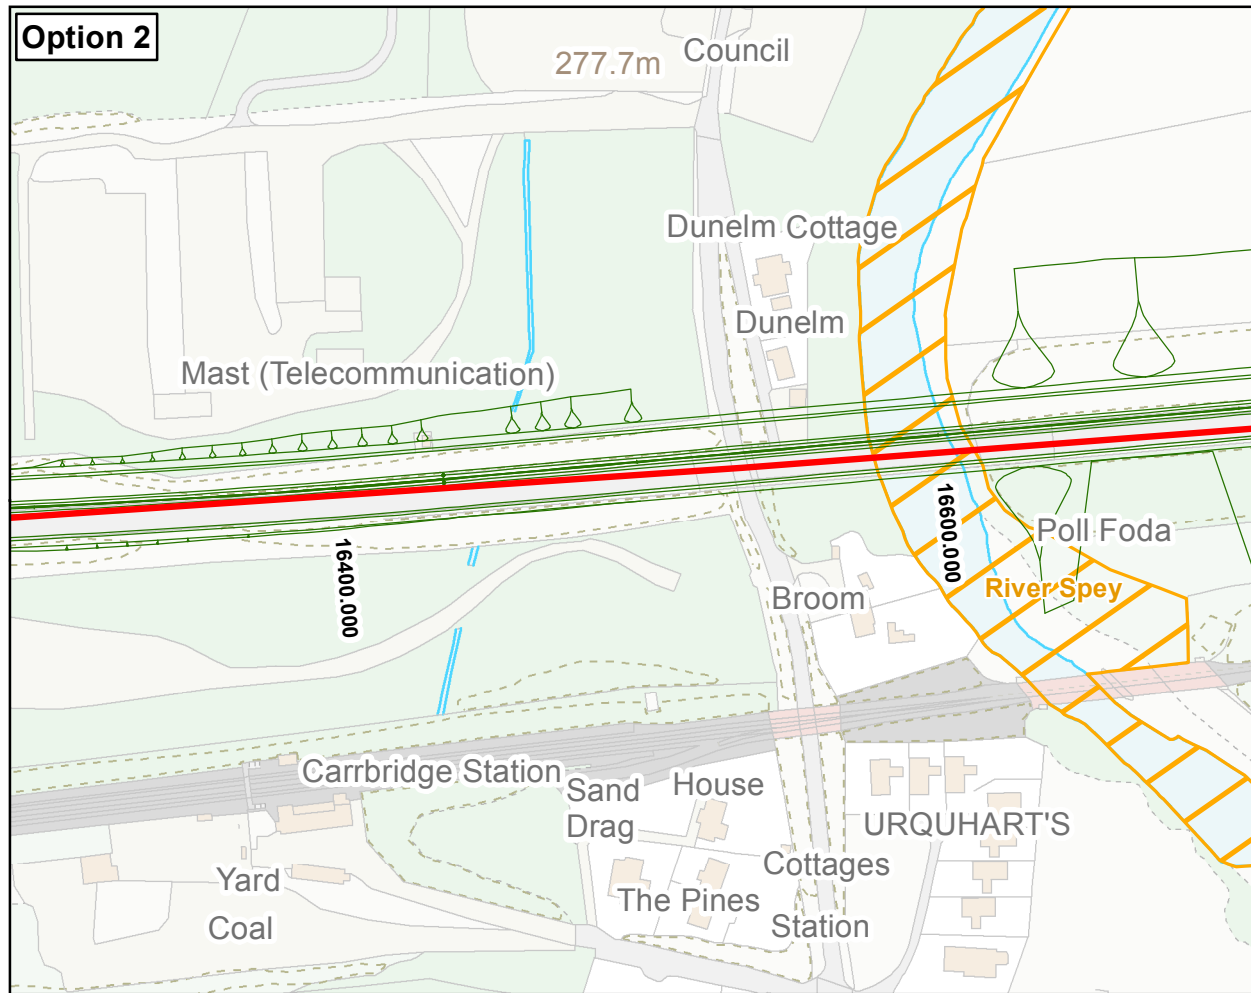 Option 2
277.7m
Council
Dunelm Cottage
Dunelm
Mast (Telecommunication)
16400.000
16600.000
Poll Foda
River Spey
Broom
Carrbridge Station
Sand
Drag
House
URQUHART'S
Cottages
Yard
The Pines
Coal
Station